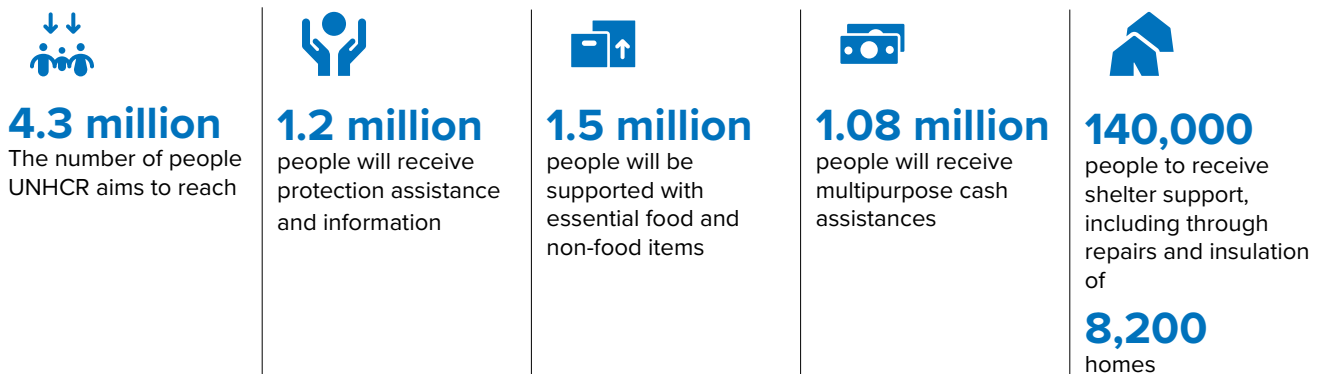 4.3 million
The number of people
UNHCR aims to reach
1.2 million
people will receive
protection assistance
and information
1.5 million
people will be
supported with
essential food and
non-food items
1.08 million
people will receive
multipurpose cash
assistances
140,000
people to receive
shelter support,
including through
repairs and insulation
of
8,200
homes